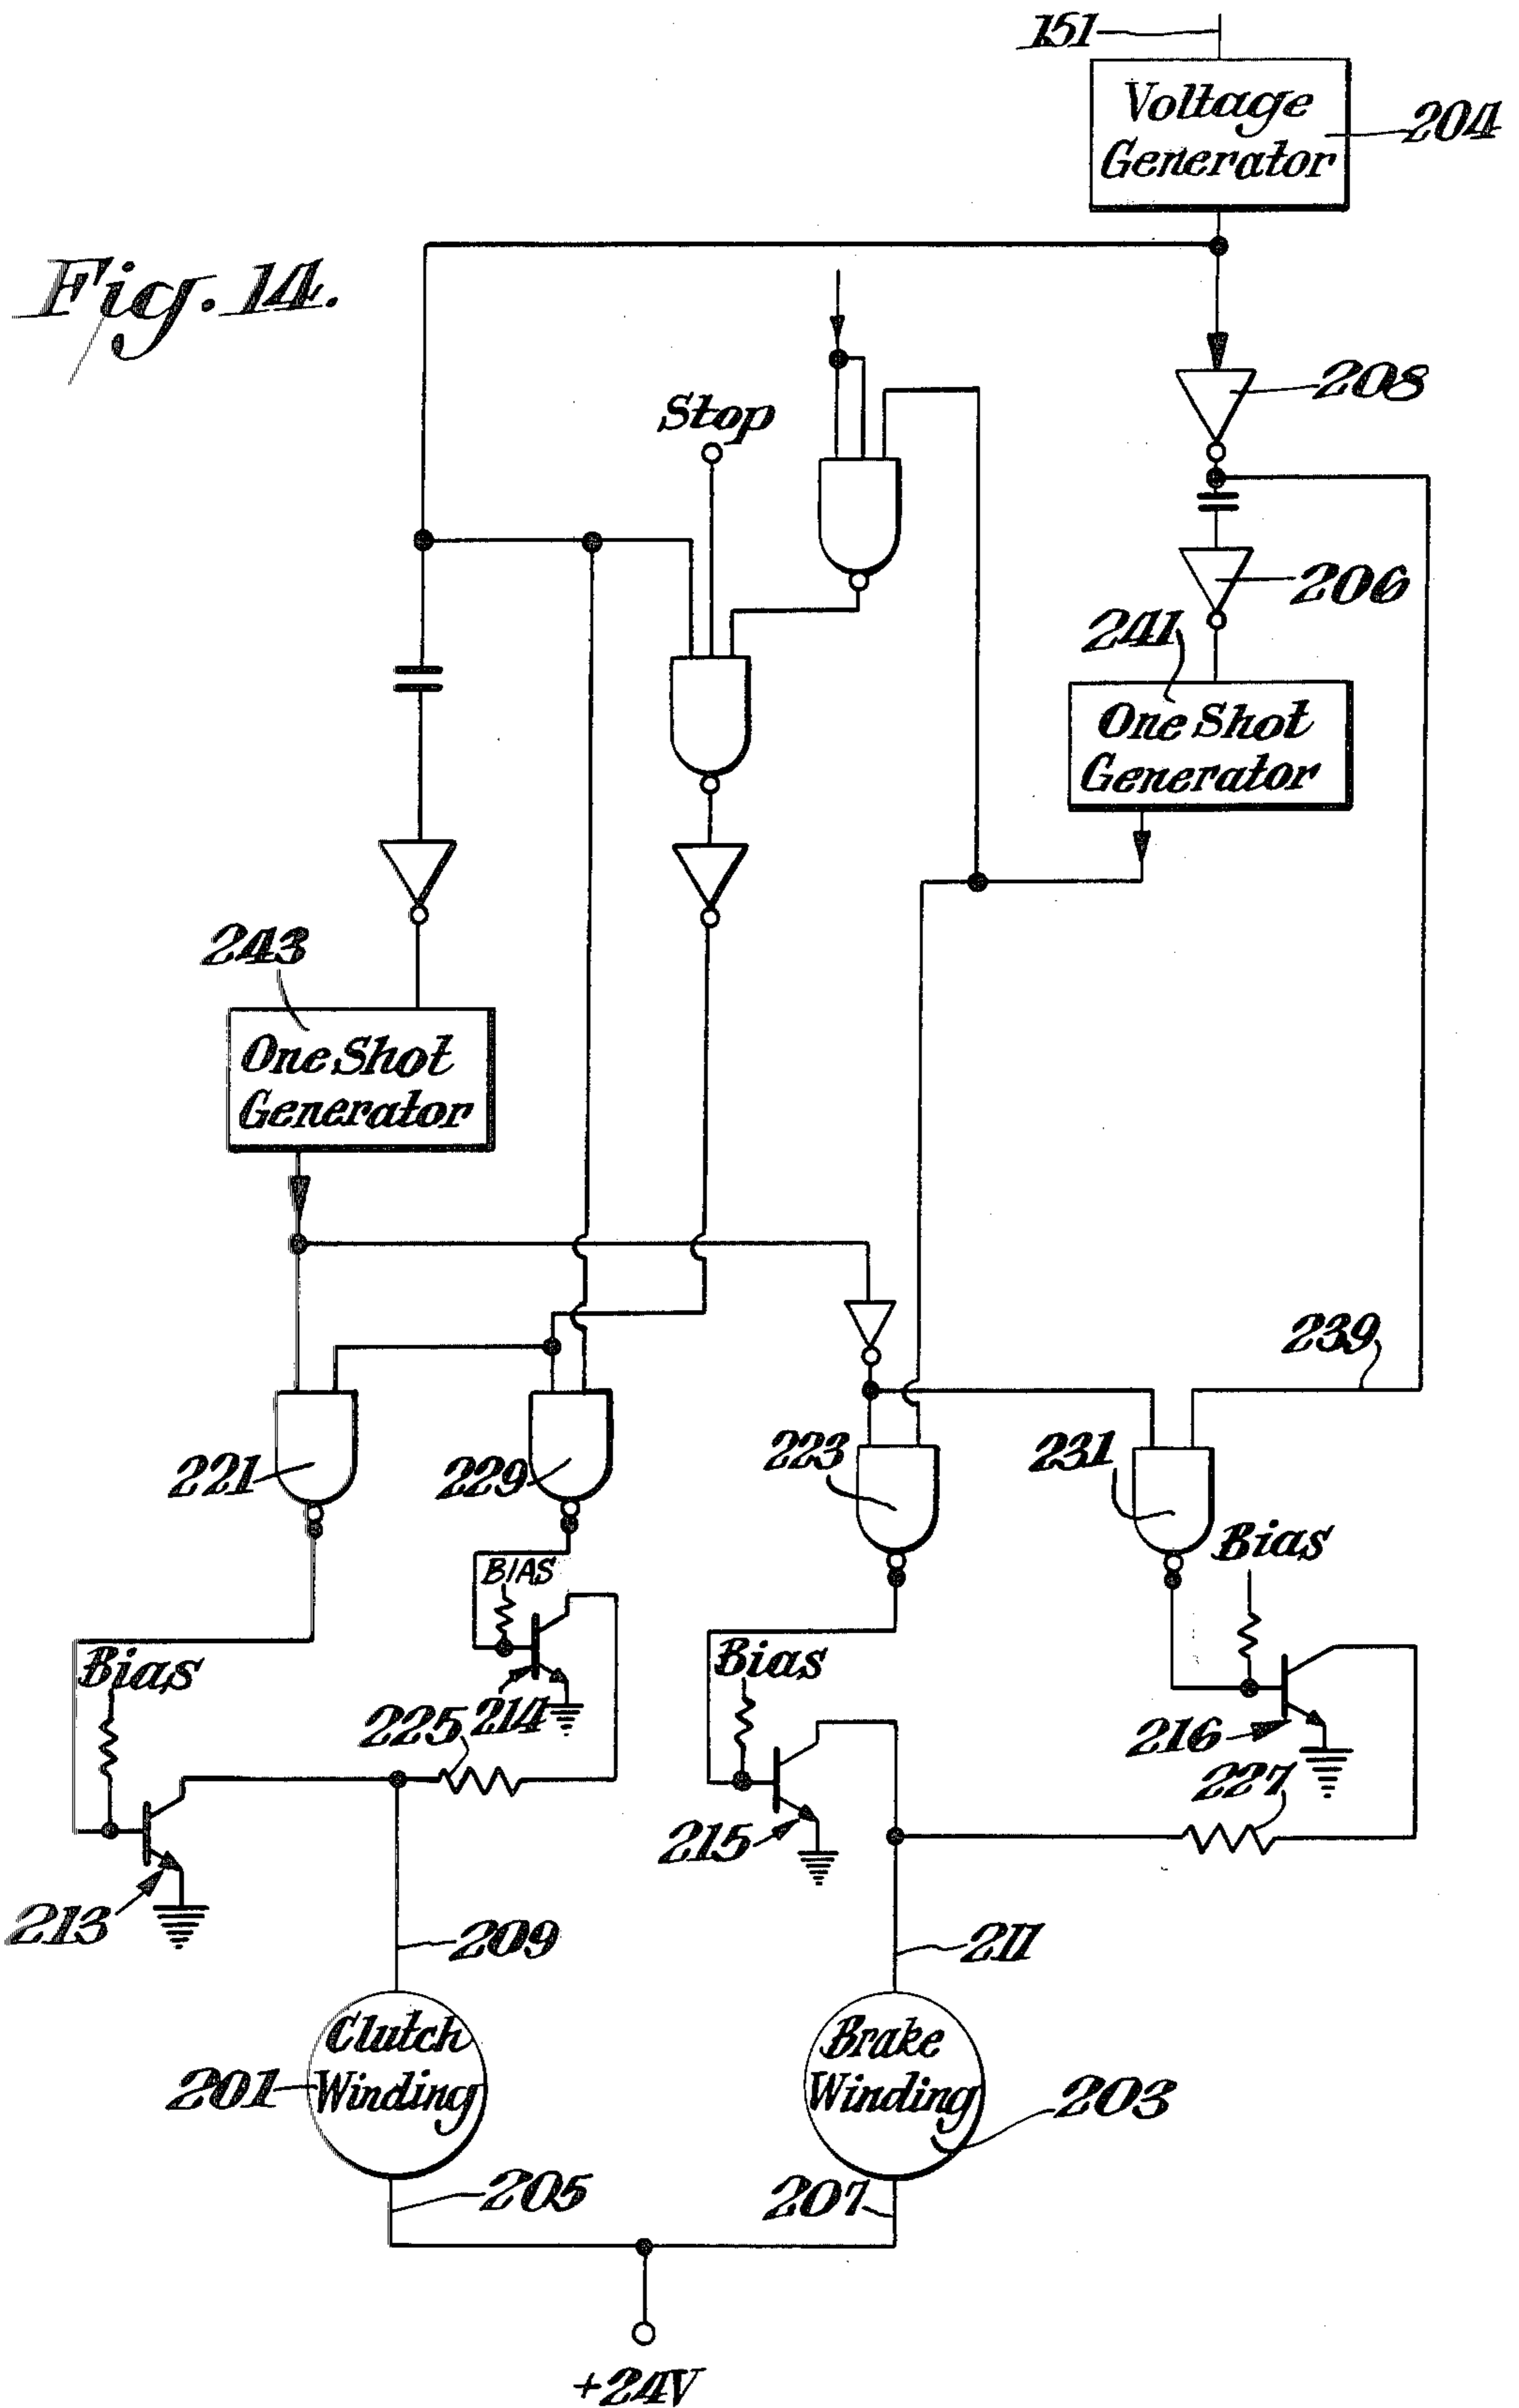 151
Voltage
Generator
204
Fig. 14.
208
Stop
206
241
One Shot
Generator
243
One Shot
Generator
239
221
229
223
231
BIAS
Bias
Bias
Bias
225
214
216
227
215
213
209
211
Clutch
Winding
201
Brake
Winding
203
205
207
+24V